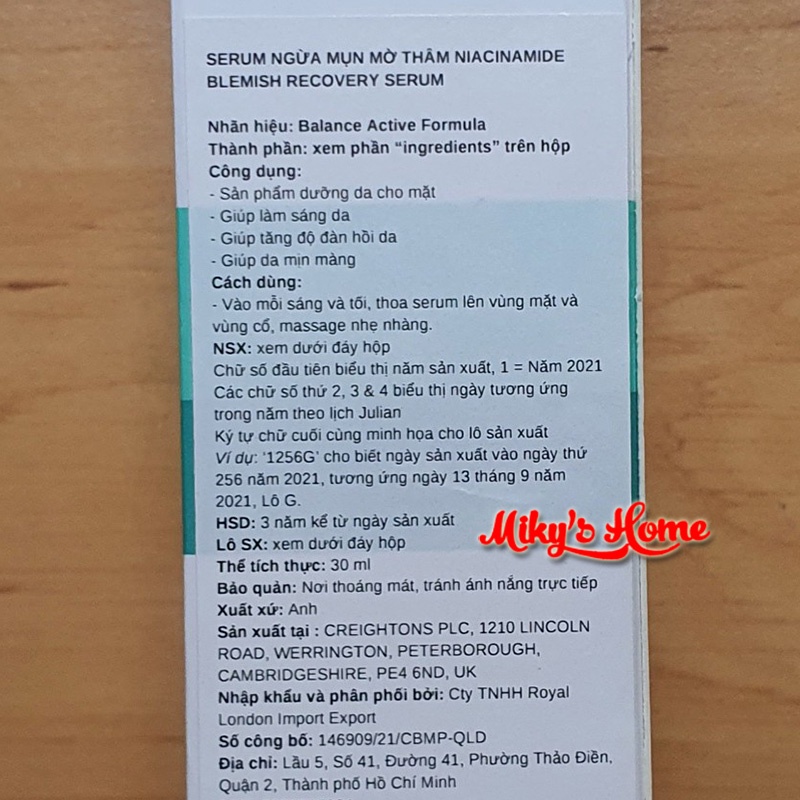 SERUM NGỪA MỤN MỜ THÂM NIACINAMIDE
BLEMISH RECOVERY SERUM
Nhãn hiệu: Balance Active Formula
Thành phần: xem phần “ingredients” trên hộp
Công dụng:
- Sản phẩm dưỡng da cho mặt
- Giúp làm sáng da
- Giúp tăng độ đàn hồi da
- Giúp da mịn màng
Cách dùng:
- Vào mỗi sáng và tối, thoa serum lên vùng mặt và
vùng cổ, massage nhẹ nhàng.
NSX: xem dưới đáy hộp
Chữ số đầu tiên biểu thị năm sản xuất, 1 = Năm 2021
Các chữ số thứ 2, 3 & 4 biểu thị ngày tương ứng
trong năm theo lịch Julian
Ký tự chữ cuối cùng minh họa cho lô sản xuất
Ví dụ: ‘1256G’ cho biết ngày sản xuất vào ngày thứ
256 năm 2021, tương ứng ngày 13 tháng 9 năm
2021, Lô G.
HSD: 3 năm kể từ ngày sản xuất
Miky's Home
Lô SX: xem dưới đáy hộp
Thể tích thực: 30 ml
Bảo quản: Nơi thoáng mát, tránh ánh nắng trực tiếp
Xuất xứ: Anh
Sản xuất tại : CREIGHTONS PLC, 1210 LINCOLN
ROAD, WERRINGTON, PETERBOROUGH,
CAMBRIDGESHIRE, PE4 6ND, UK
Nhập khẩu và phân phối bởi: Cty TNHH Royal
London Import Export
Số công bố: 146909/21/CBMP-QLD
Địa chỉ: Lầu 5, Số 41, Đường 41, Phường Thảo Điền,
Quận 2, Thành phố Hồ Chí Minh